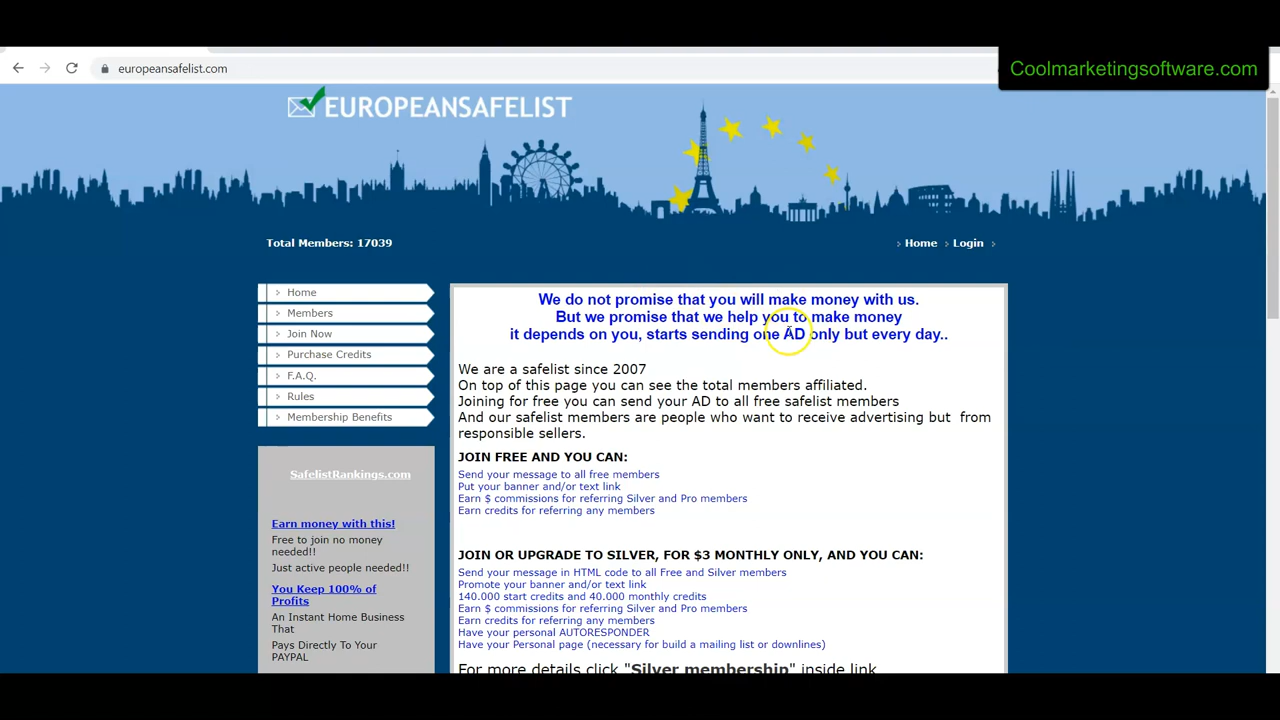 europeansafelist.com
Coolmarketingsoftware.com
EUROPEANSAFELIST
Total Members: 17039
Home
Login
Home
Members
Join Now
Purchase Credits
F.A.Q.
Rules
Membership Benefits
SafelistRankings.com
Earn money with this!
Free to join no money
needed!!
Just active people needed!!
You Keep 100% of
Profits
An Instant Home Business
That
Pays Directly To Your
PAYPAL
We do not promise that you will make money with us.
But we promise that we help you to make money
it depends on you, starts sending one AD only but every day..
We are a safelist since 2007
On top of this page you can see the total members affiliated.
Joining for free you can send your AD to all free safelist members
And our safelist members are people who want to receive advertising but from
responsible sellers.
JOIN FREE AND YOU CAN:
Send your message to all free members
Put your banner and/or text link
Earn $ commissions for referring Silver and Pro members
Earn credits for referring any members
JOIN OR UPGRADE TO SILVER, FOR $3 MONTHLY ONLY, AND YOU CAN:
Send your message in HTML code to all Free and Silver members
Promote your banner and/or text link
140.000 start credits and 40.000 monthly credits
Earn $ commissions for referring Silver and Pro members
Earn credits for referring any members
Have your personal AUTORESPONDER
Have your Personal page (necessary for build a mailing list or downlines)
For more details click "Silver membership" inside link